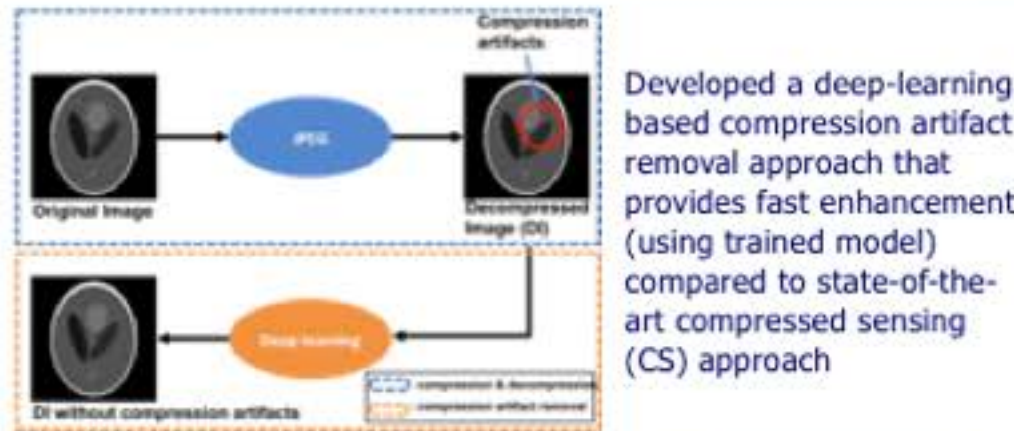 Compression
artifacts
JPEG
Original Image
Decompressed
Image (DI)
Developed a deep-learning
based compression artifact
removal approach that
provides fast enhancement
(using trained model)
compared to state-of-the-
art compressed sensing
(CS) approach
Deep learning
DI without compression artifacts
compression & decompression
compression artifact removal